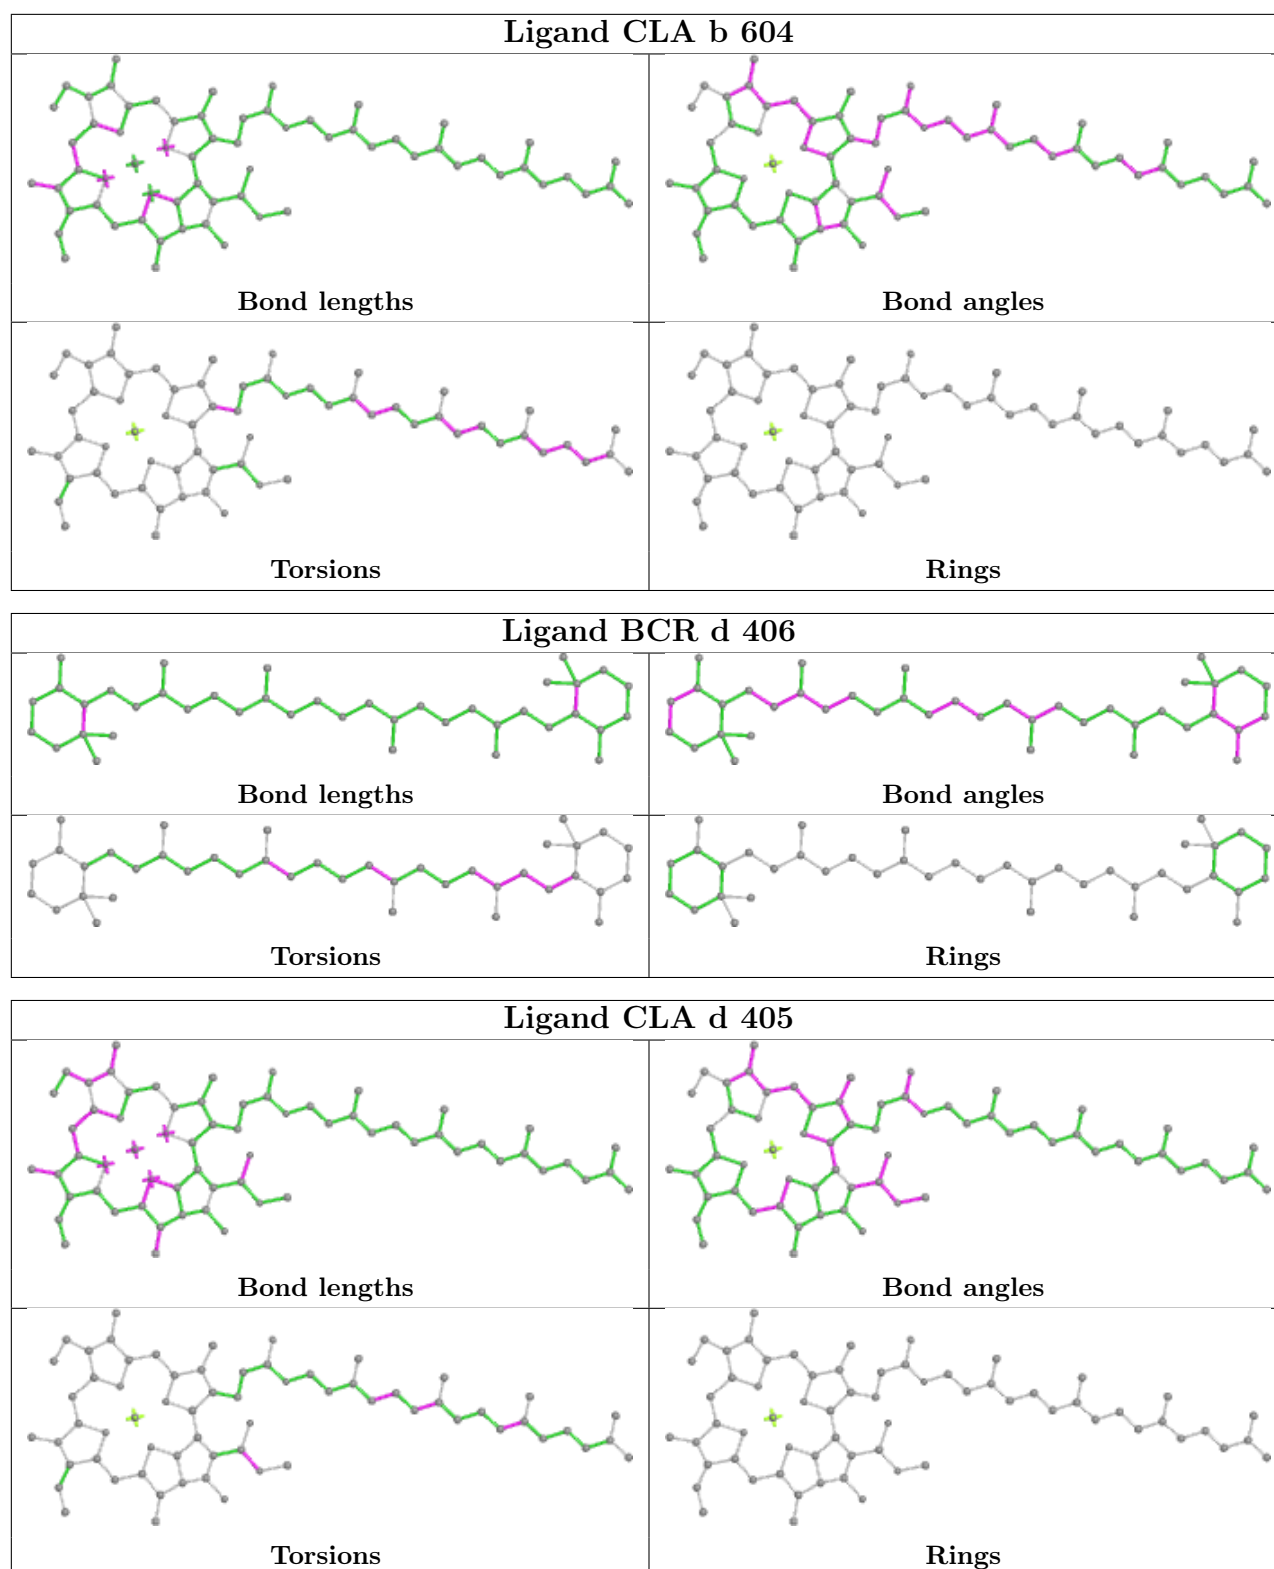 Ligand CLA b 604
Bond lengths
Bond angles
Torsions
Rings
Ligand BCR d 406
Bond lengths
Bond angles
Torsions
Rings
Ligand CLA d 405
Bond lengths
Bond angles
Torsions
Rings